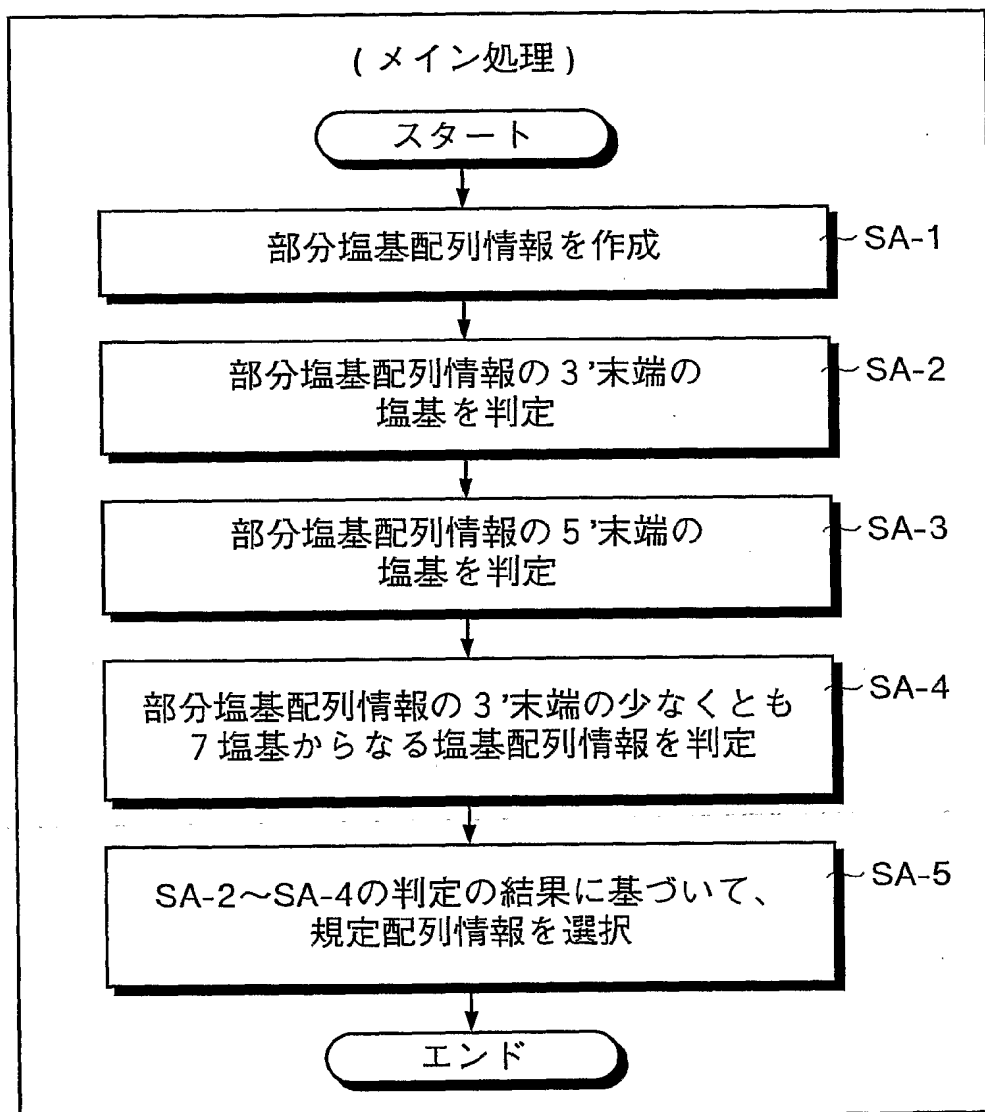 (メイン処理)
スタート
部分塩基配列情報を作成
SA-1
部分塩基配列情報の3'末端の
塩基を判定
SA-2
部分塩基配列情報の5'末端の
塩基を判定
SA-3
部分塩基配列情報の3'末端の少なくとも
7塩基からなる塩基配列情報を判定
SA-4
SA-2〜SA-4の判定の結果に基づいて、
規定配列情報を選択
SA-5
エンド